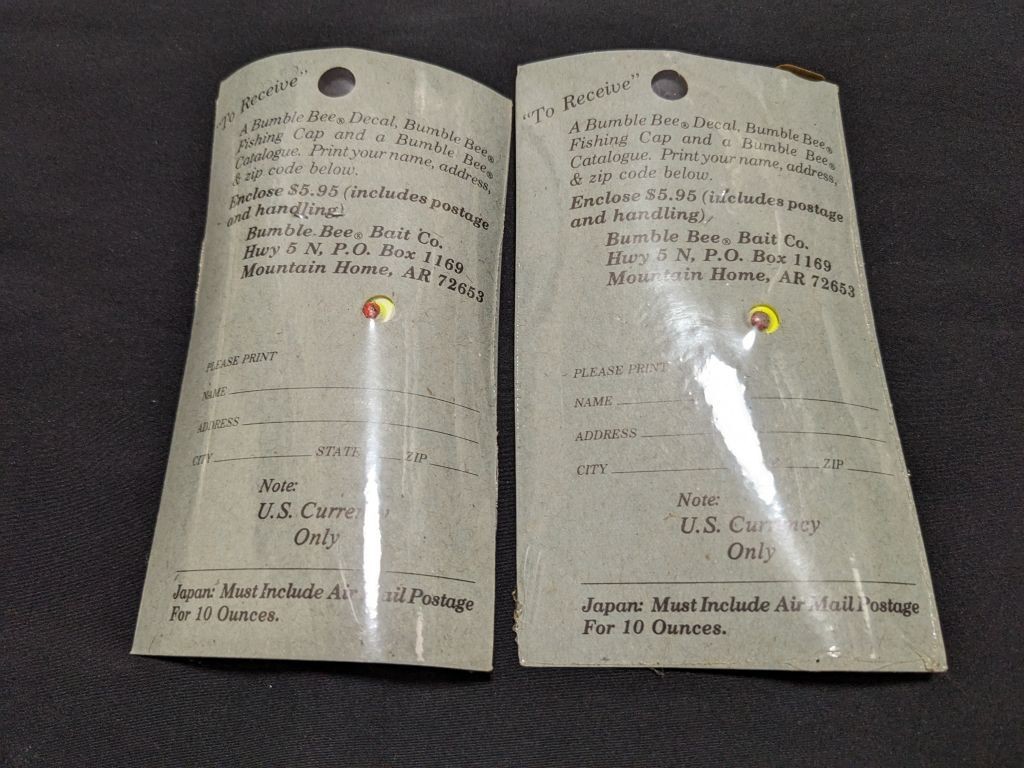 "To Receive"
A Bumble Bee® Decal, Bumble Bee®
Fishing Cap and a Bumble Bee®
Catalogue. Print your name, address,
& zip code below.
Enclose $5.95 (includes postage
and handling)
Bumble Bee® Bait Co.
Hwy 5 N, P.O. Box 1169
Mountain Home, AR 72653
PLEASE PRINT
NAME
ADDRESS
CITY STATE ZIP
Note:
U.S. Currency
Only
Japan: Must Include Air Mail Postage
For 10 Ounces.
"To Receive"
A Bumble Bee® Decal, Bumble Bee®
Fishing Cap and a Bumble Bee®
Catalogue. Print your name, address,
& zip code below.
Enclose $5.95 (includes postage
and handling)
Bumble Bee® Bait Co.
Hwy 5 N, P.O. Box 1169
Mountain Home, AR 72653
PLEASE PRINT
NAME
ADDRESS
CITY ZIP
Note:
U.S. Currency
Only
Japan: Must Include Air Mail Postage
For 10 Ounces.